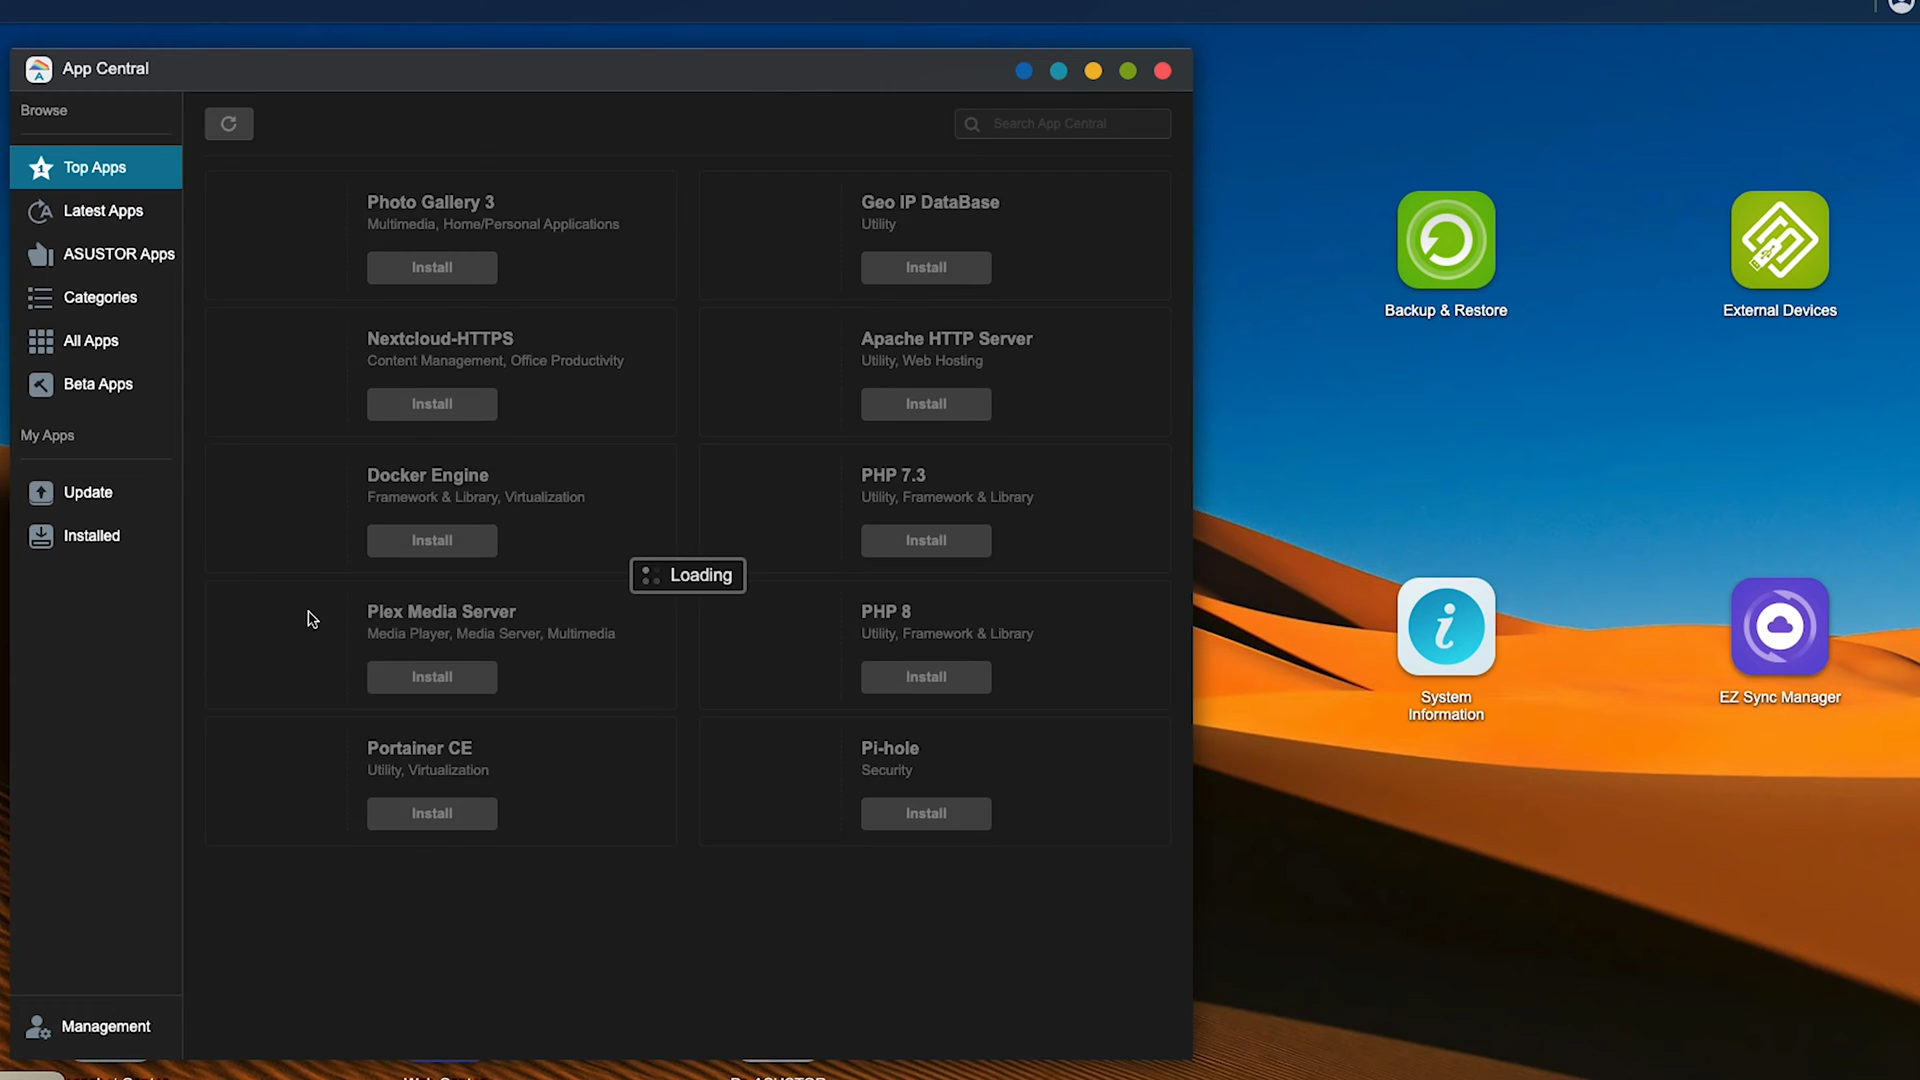 App Central
Browse
Search App Central
Top Apps
Latest Apps
ASUSTOR Apps
Categories
All Apps
Beta Apps
My Apps
Update
Installed
Management
Photo Gallery 3
Multimedia, Home/Personal Applications
Install
Geo IP DataBase
Utility
Install
Nextcloud-HTTPS
Content Management, Office Productivity
Install
Apache HTTP Server
Utility, Web Hosting
Install
Docker Engine
Framework & Library, Virtualization
Install
PHP 7.3
Utility, Framework & Library
Install
Loading
Plex Media Server
Media Player, Media Server, Multimedia
Install
PHP 8
Utility, Framework & Library
Install
Portainer CE
Utility, Virtualization
Install
Pi-hole
Security
Install
Backup & Restore
External Devices
System
Information
EZ Sync Manager